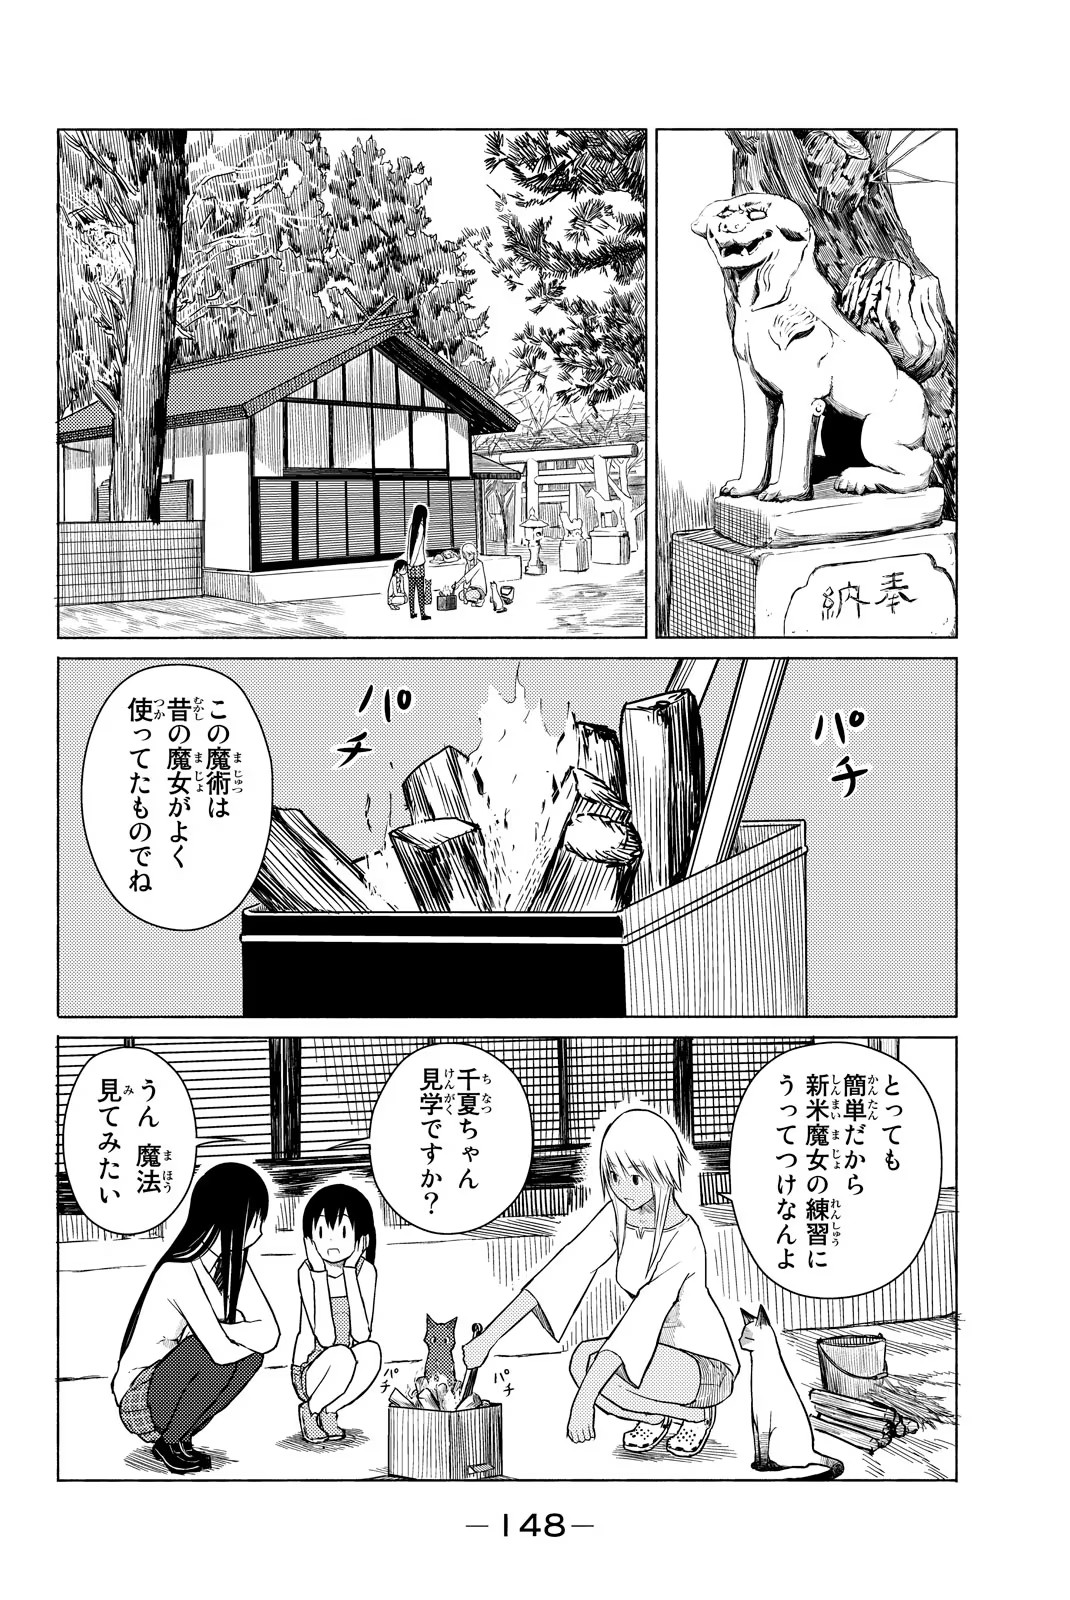 奉納
パチ
パチ
この魔術は
昔の魔女がよく
使ってたものでね
とっても
簡単だから
新米魔女の練習に
うってつけなんよ
千夏ちゃん
見学ですか?
うん 魔法
見てみたい
パチ
パチ
—148—